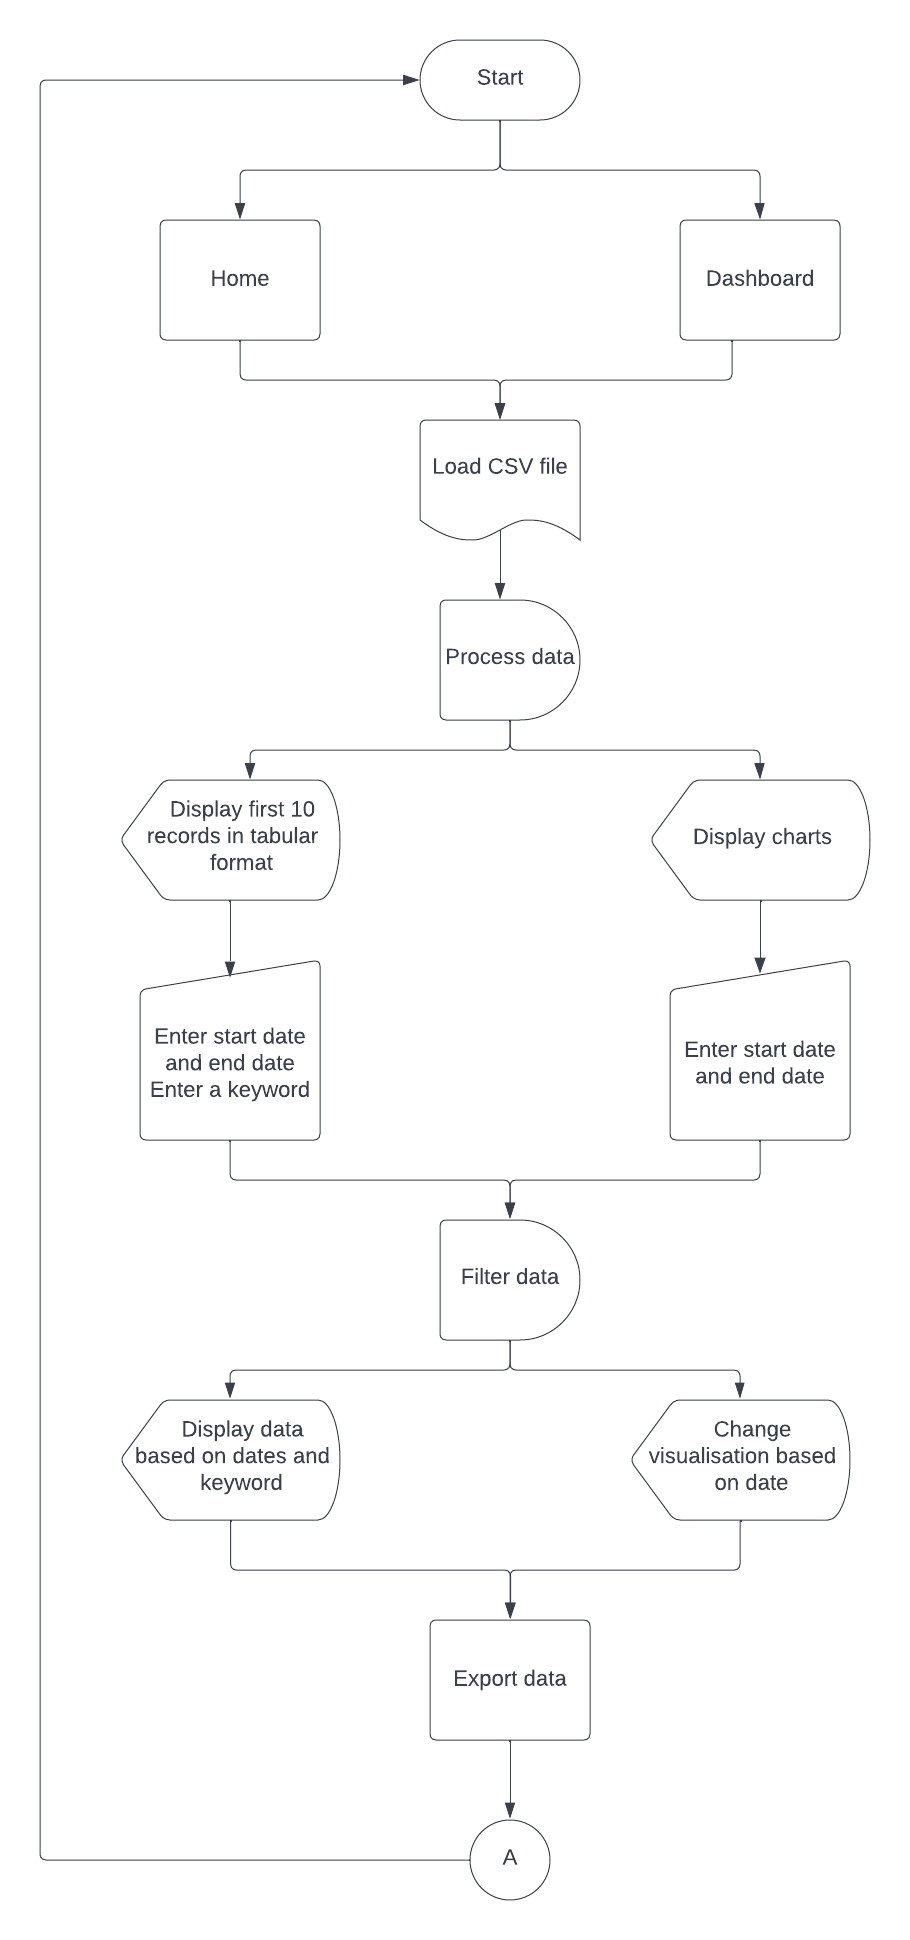 Start
Home
Dashboard
Load CSV file
Process data
Display first 10
records in tabular
format
Display charts
Enter start date
and end date
Enter a keyword
Enter start date
and end date
Filter data
Display data
based on dates and
keyword
Change
visualisation based
on date
Export data
A